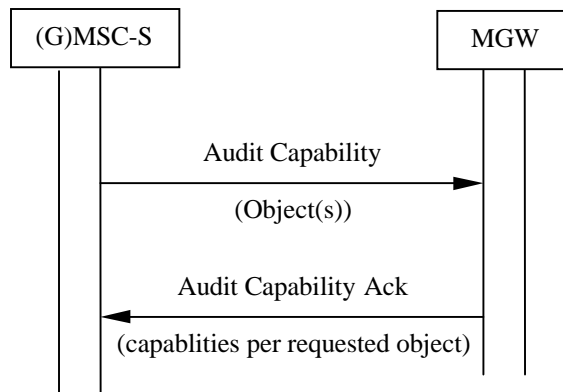 (G)MSC-S
MGW
Audit Capability
(Object(s))
Audit Capability Ack
(capablities per requested object)